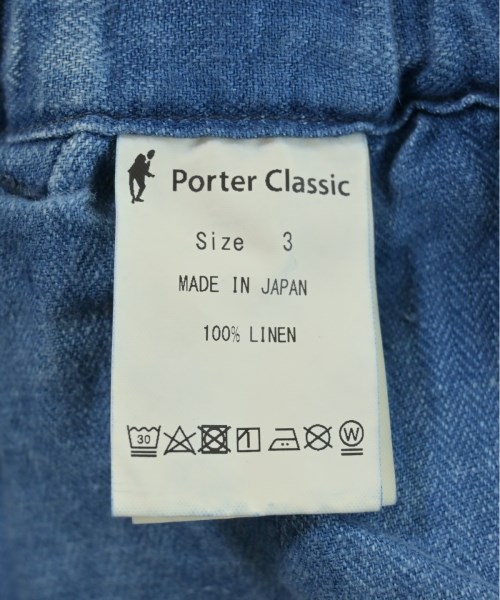 Porter Classic
Size 3
MADE IN JAPAN
100% LINEN
30 W